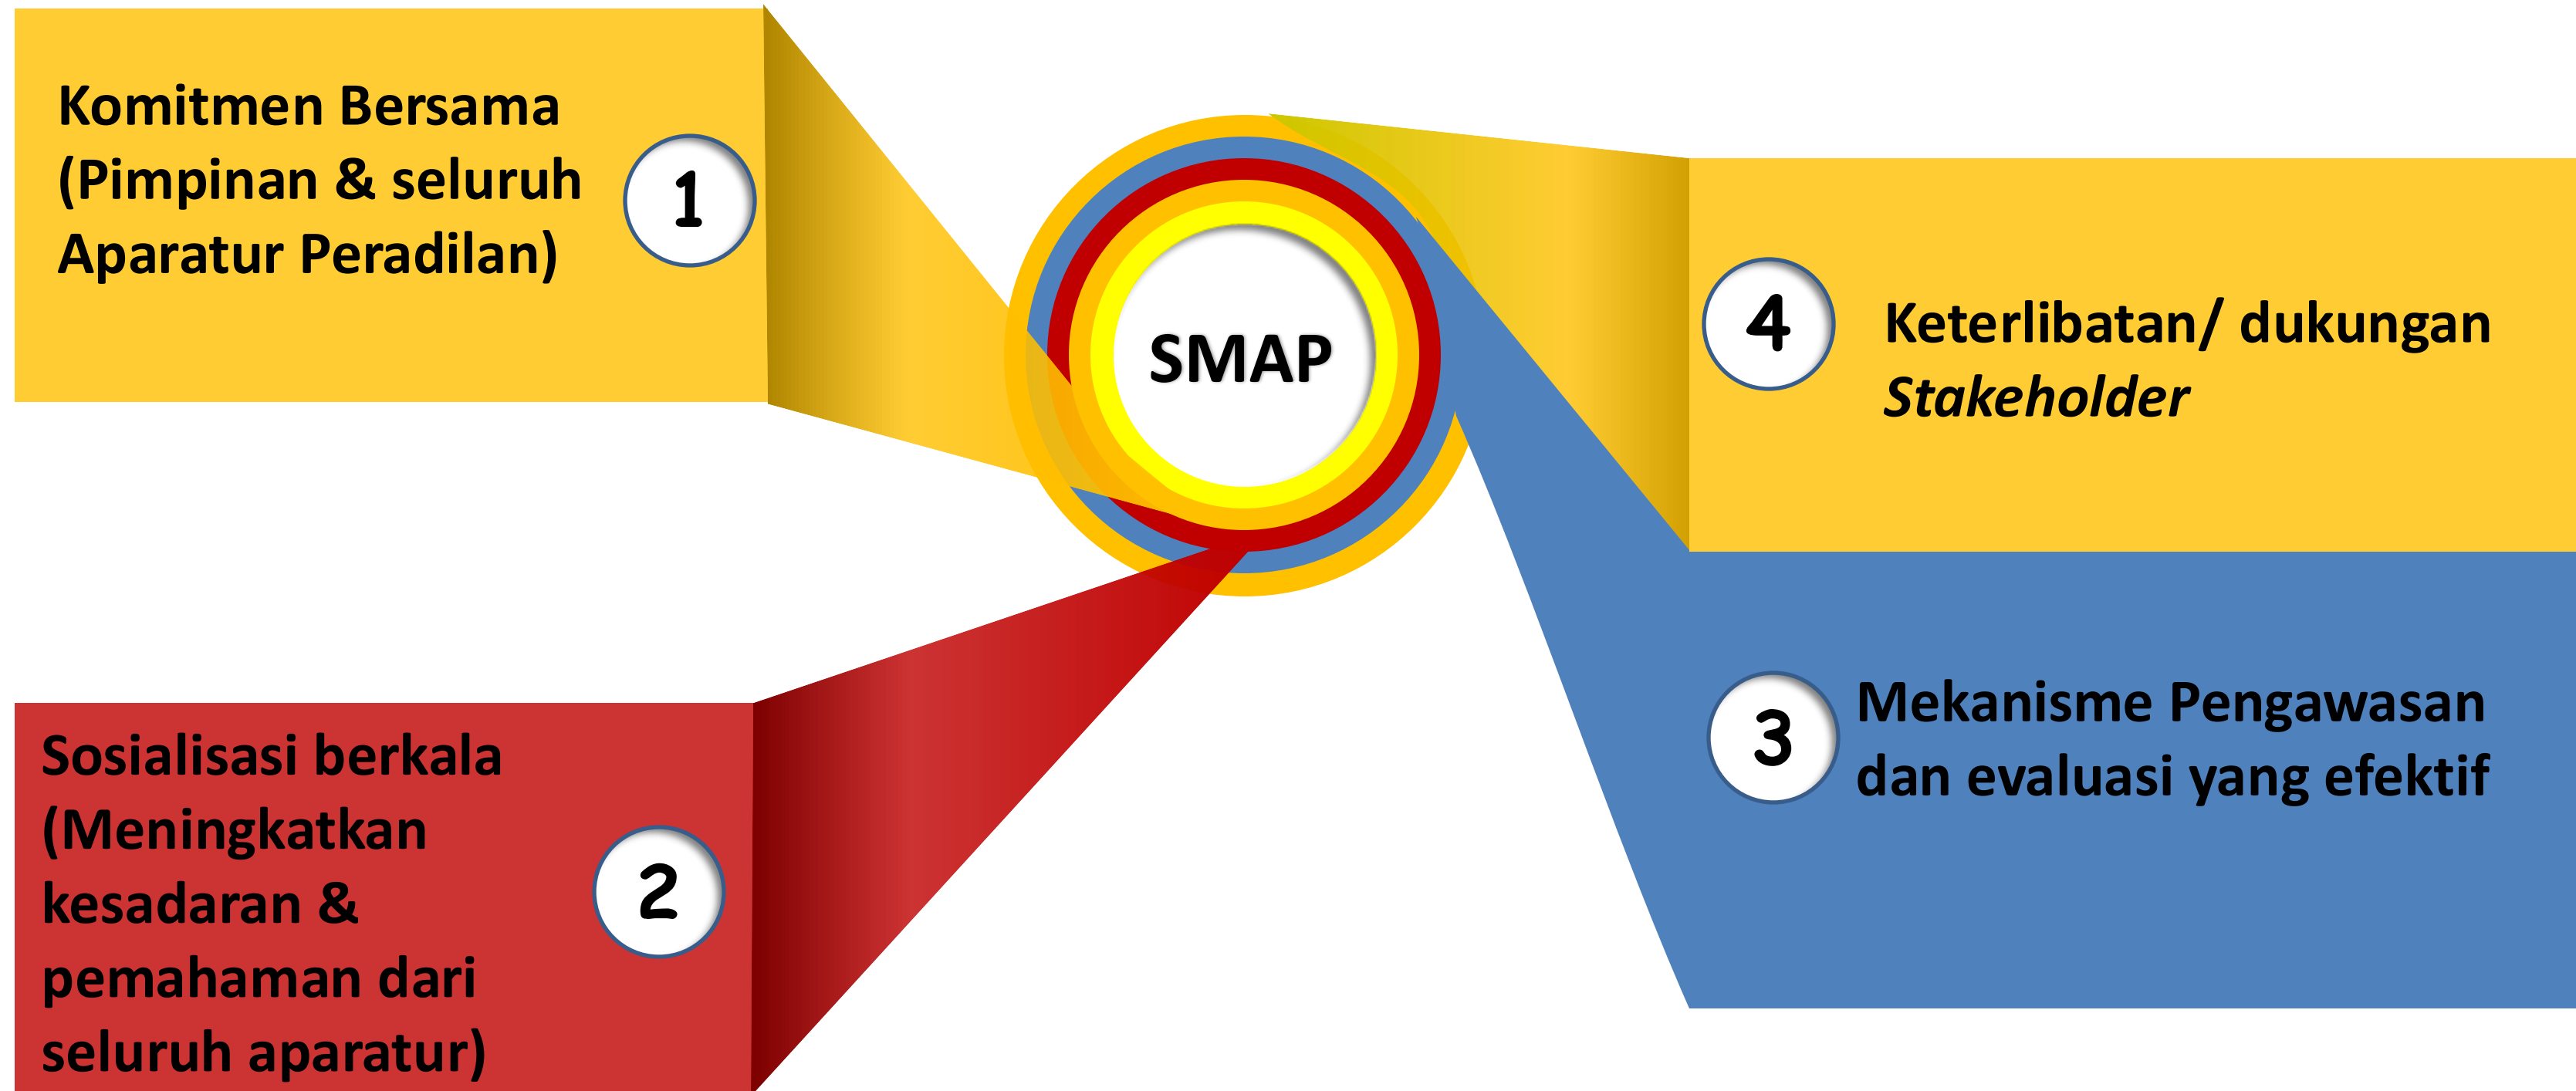 Komitmen Bersama
(Pimpinan & seluruh
Aparatur Peradilan)
1
Sosialisasi berkala
(Meningkatkan
kesadaran &
pemahaman dari
seluruh aparatur)
2
SMAP
3
Mekanisme Pengawasan
dan evaluasi yang efektif
4
Keterlibatan/ dukungan
Stakeholder